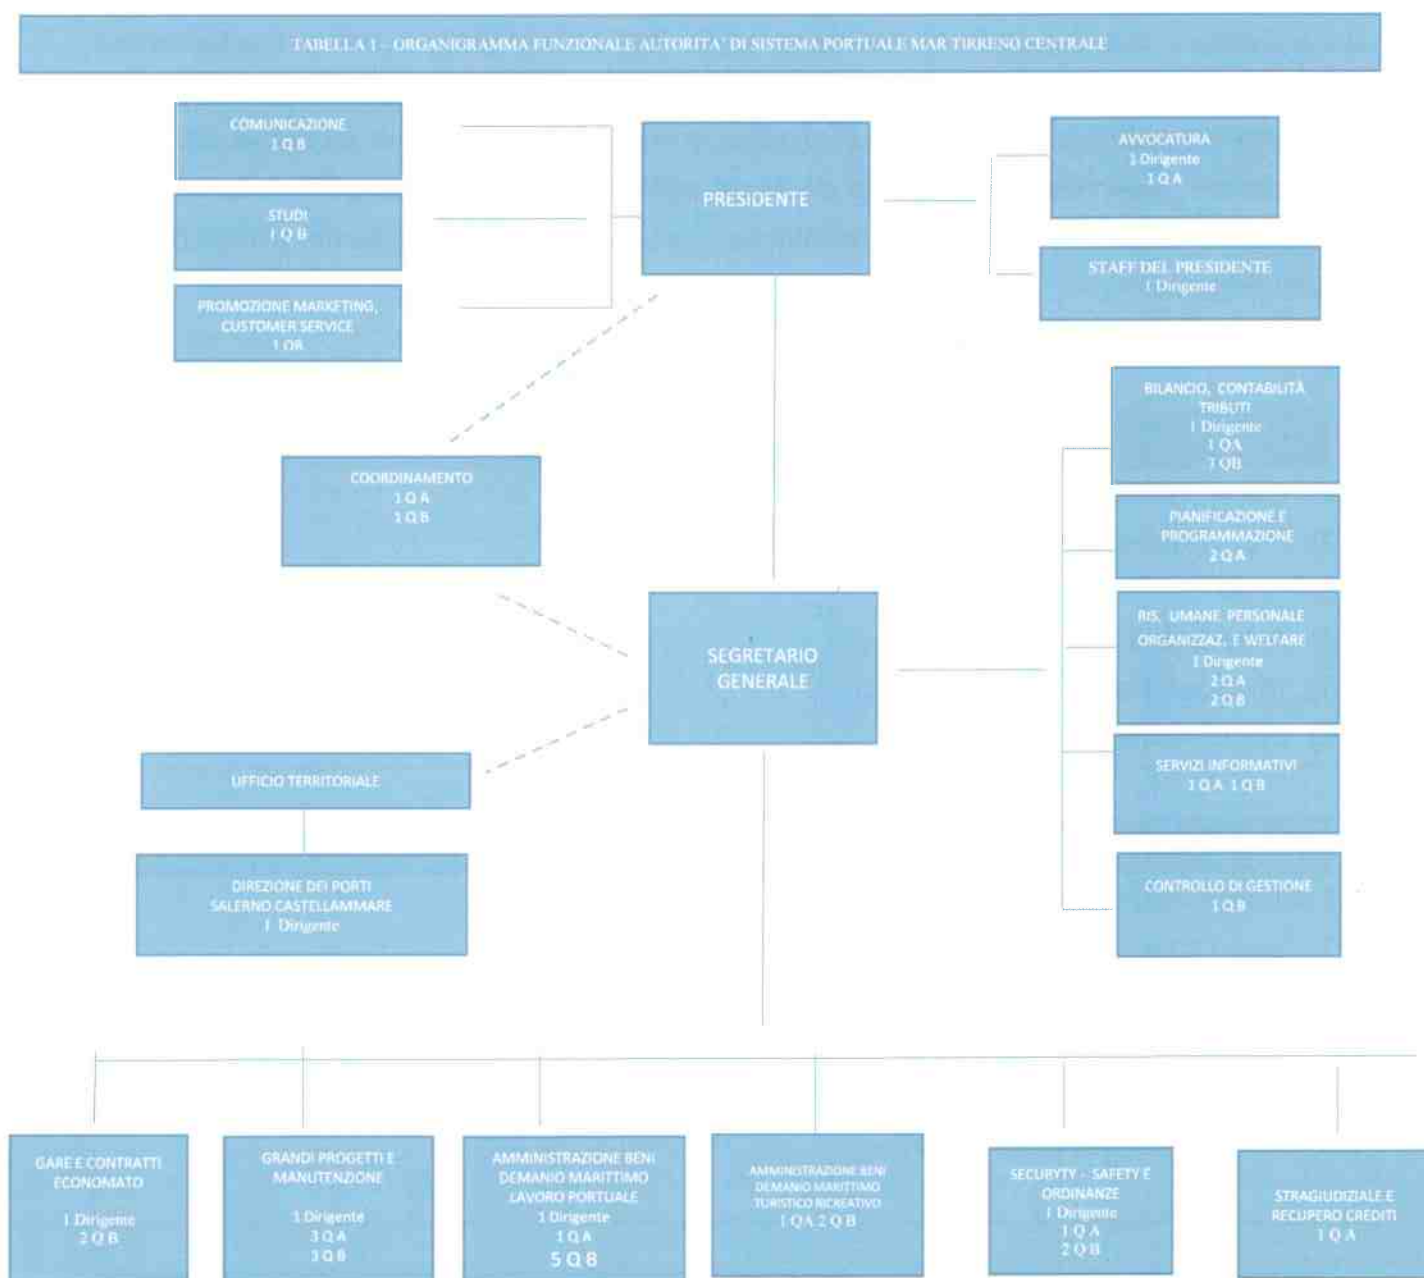 TABELLA 1 – ORGANIGRAMMA FUNZIONALE AUTORITA' DI SISTEMA PORTUALE MAR TIRRENO CENTRALE
COMUNICAZIONE
1 Q B
STUDI
1 Q B
PROMOZIONE MARKETING,
CUSTOMER SERVICE
1 QB
PRESIDENTE
AVVOCATURA
1 Dirigente
1 Q A
STAFF DEL PRESIDENTE
1 Dirigente
COORDINAMENTO
1 Q A
1 Q B
SEGRETARIO
GENERALE
BILANCIO, CONTABILITÀ
TRIBUTI
1 Dirigente
1 QA
QB
PIANIFICAZIONE E
PROGRAMMAZIONE
2 Q A
RIS. UMANE PERSONALE
ORGANIZZAZ. E WELFARE
1 Dirigente
2 Q A
2 Q B
SERVIZI INFORMATIVI
1 Q A 1 Q B
CONTROLLO DI GESTIONE
1 Q B
UFFICIO TERRITORIALE
DIREZIONE DEI PORTI
SALERNO CASTELLAMMARE
1 Dirigente
GARE E CONTRATTI
ECONOMATO
1 Dirigente
2 Q B
GRANDI PROGETTI E
MANUTENZIONE
1 Dirigente
3 Q A
3 Q B
AMMINISTRAZIONE BENI
DEMANIO MARITTIMO
LAVORO PORTUALE
1 Dirigente
1 Q A
5 Q B
AMMINISTRAZIONE BENI
DEMANIO MARITTIMO
TURISTICO RICREATIVO
1 QA 2 Q B
SECURYTY - SAFETY E
ORDINANZE
1 Dirigente
1 Q A
2 Q B
STRAGIUDIZIALE E
RECUPERO CREDITI
1 Q A